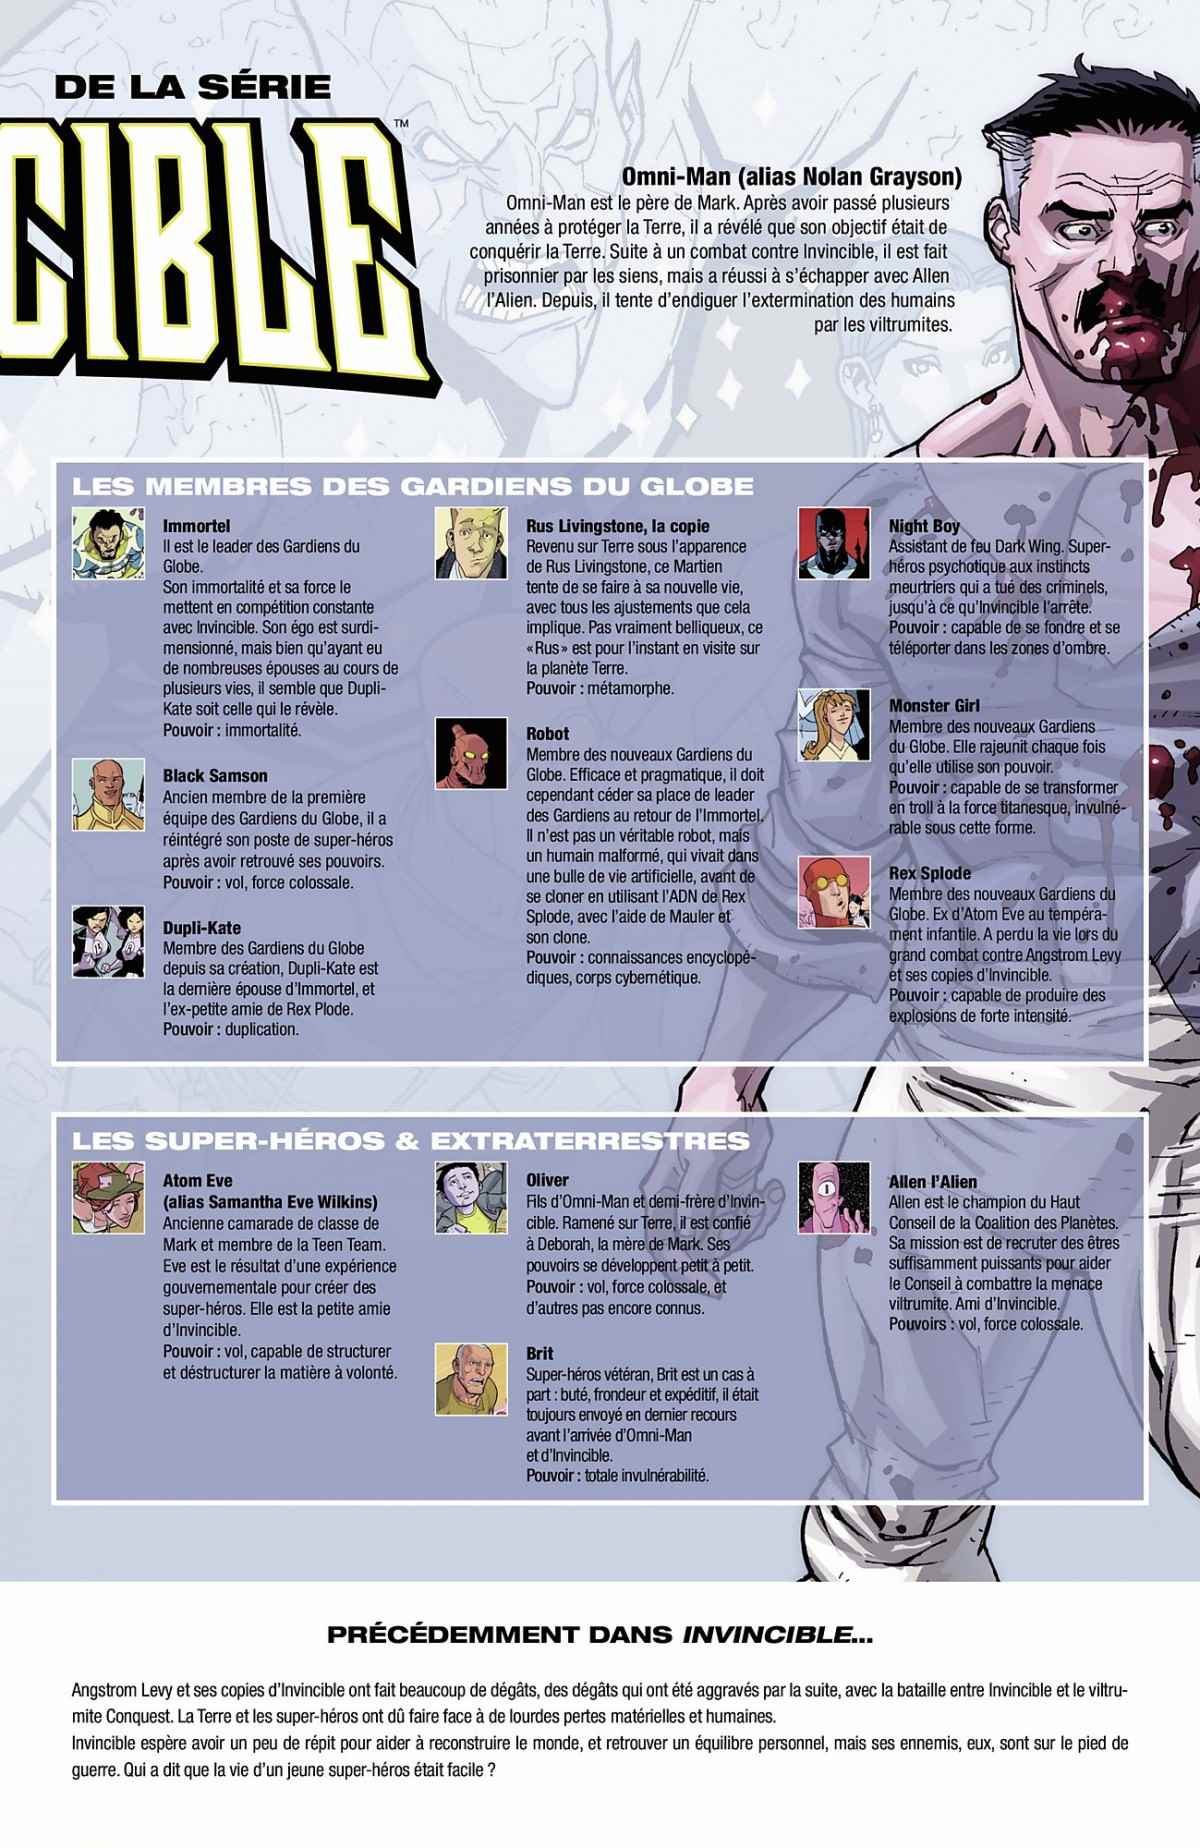 DE LA SÉRIE
CIBLE™
Omni-Man (alias Nolan Grayson)
Omni-Man est le père de Mark. Après avoir passé plusieurs
années à protéger la Terre, il a révélé que son objectif était de
conquérir la Terre. Suite à un combat contre Invincible, il est fait
prisonnier par les siens, mais a réussi à s’échapper avec Allen
l’Alien. Depuis, il tente d’endiguer l’extermination des humains
par les viltrumites.
LES MEMBRES DES GARDIENS DU GLOBE
Immortel
Il est le leader des Gardiens du
Globe.
Son immortalité et sa force le
mettent en compétition constante
avec Invincible. Son égo est surdi-
mensionné, mais bien qu’ayant eu
de nombreuses épouses au cours de
plusieurs vies, il semble que Dupli-
Kate soit celle qui le révèle.
Pouvoir : immortalité.
Black Samson
Ancien membre de la première
équipe des Gardiens du Globe, il a
réintégré son poste de super-héros
après avoir retrouvé ses pouvoirs.
Pouvoir : vol, force colossale.
Dupli-Kate
Membre des Gardiens du Globe
depuis sa création, Dupli-Kate est
la dernière épouse d’Immortel, et
l’ex-petite amie de Rex Plode.
Pouvoir : duplication.
Rus Livingstone, la copie
Revenu sur Terre sous l’apparence
de Rus Livingstone, ce Martien
tente de se faire à sa nouvelle vie,
avec tous les ajustements que cela
implique. Pas vraiment belliqueux, ce
«Rus» est pour l’instant en visite sur
la planète Terre.
Pouvoir : métamorphe.
Robot
Membre des nouveaux Gardiens du
Globe. Efficace et pragmatique, il doit
cependant céder sa place de leader
des Gardiens au retour de l’Immortel.
Il n’est pas un véritable robot, mais
un humain malformé, qui vivait dans
une bulle de vie artificielle, avant de
se cloner en utilisant l’ADN de Rex
Splode, avec l’aide de Mauler et
son clone.
Pouvoir : connaissances encyclopé-
diques, corps cybernétique.
Night Boy
Assistant de feu Dark Wing. Super-
héros psychotique aux instincts
meurtriers qui a tué des criminels,
jusqu’à ce qu’Invincible l’arrête.
Pouvoir : capable de se fondre et se
téléporter dans les zones d’ombre.
Monster Girl
Membre des nouveaux Gardiens
du Globe. Elle rajeunit chaque fois
qu’elle utilise son pouvoir.
Pouvoir : capable de se transformer
en troll à la force titanesque, invulné-
rable sous cette forme.
Rex Splode
Membre des nouveaux Gardiens du
Globe. Ex d’Atom Eve au tempéra-
ment infantile. A perdu la vie lors du
grand combat contre Angstrom Levy
et ses copies d’Invincible.
Pouvoir : capable de produire des
explosions de forte intensité.
LES SUPER-HÉROS & EXTRATERRESTRES
Atom Eve
(alias Samantha Eve Wilkins)
Ancienne camarade de classe de
Mark et membre de la Teen Team.
Eve est le résultat d’une expérience
gouvernementale pour créer des
super-héros. Elle est la petite amie
d’Invincible.
Pouvoir : vol, capable de structurer
et déstructurer la matière à volonté.
Oliver
Fils d’Omni-Man et demi-frère d’Invin-
cible. Ramené sur Terre, il est confié
à Deborah, la mère de Mark. Ses
pouvoirs se développent petit à petit.
Pouvoir : vol, force colossale, et
d’autres pas encore connus.
Brit
Super-héros vétéran, Brit est un cas à
part : buté, frondeur et expéditif, il était
toujours envoyé en dernier recours
avant l’arrivée d’Omni-Man
et d’Invincible.
Pouvoir : totale invulnérabilité.
Allen l’Alien
Allen est le champion du Haut
Conseil de la Coalition des Planètes.
Sa mission est de recruter des êtres
suffisamment puissants pour aider
le Conseil à combattre la menace
viltrumite. Ami d’Invincible.
Pouvoirs : vol, force colossale.
PRÉCÉDEMMENT DANS INVINCIBLE...
Angstrom Levy et ses copies d’Invincible ont fait beaucoup de dégâts, des dégâts qui ont été aggravés par la suite, avec la bataille entre Invincible et le viltru-
mite Conquest. La Terre et les super-héros ont dû faire face à de lourdes pertes matérielles et humaines.
Invincible espère avoir un peu de répit pour aider à reconstruire le monde, et retrouver un équilibre personnel, mais ses ennemis, eux, sont sur le pied de
guerre. Qui a dit que la vie d’un jeune super-héros était facile ?